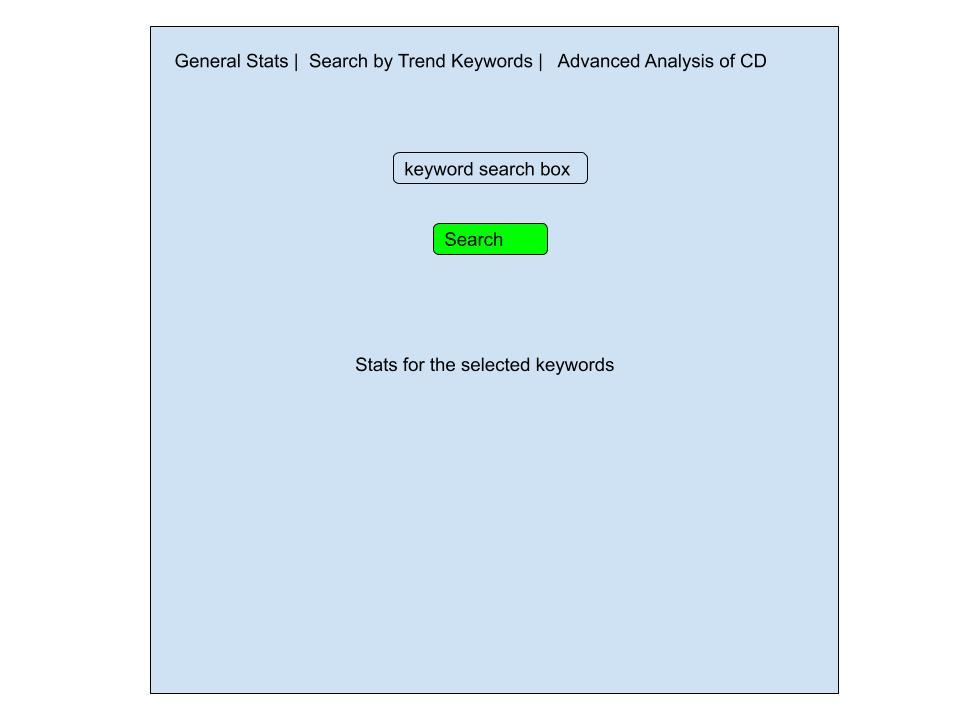 General Stats |  Search by Trend Keywords |   Advanced Analysis of CD
keyword search box
Search
Stats for the selected keywords